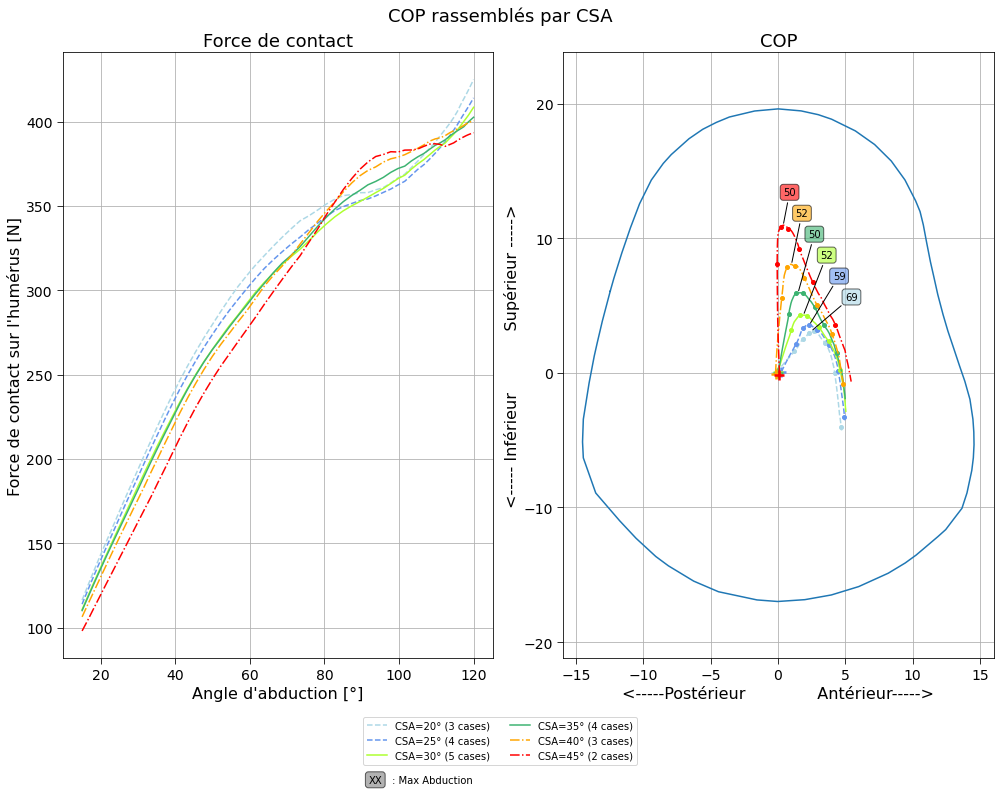 COP rassemblés par CSA
Force de contact
Force de contact sur l'humérus [N]
400
350
300
250
200
150
100
20
40
60
80
100
120
Angle d'abduction [°]
COP
<----- Inférieur Supérieur ----->
20
10
0
−10
−20
50
52
50
52
59
69
−15
−10
−5
0
5
10
15
<-----Postérieur Antérieur----->
CSA=20° (3 cases)
CSA=25° (4 cases)
CSA=30° (5 cases)
CSA=35° (4 cases)
CSA=40° (3 cases)
CSA=45° (2 cases)
XX : Max Abduction